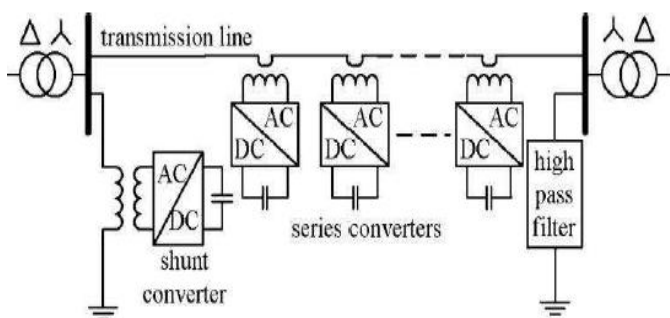 transmission line
AC
DC
AC
DC
AC
DC
AC
DC
series converters
shunt
converter
high
pass
filter